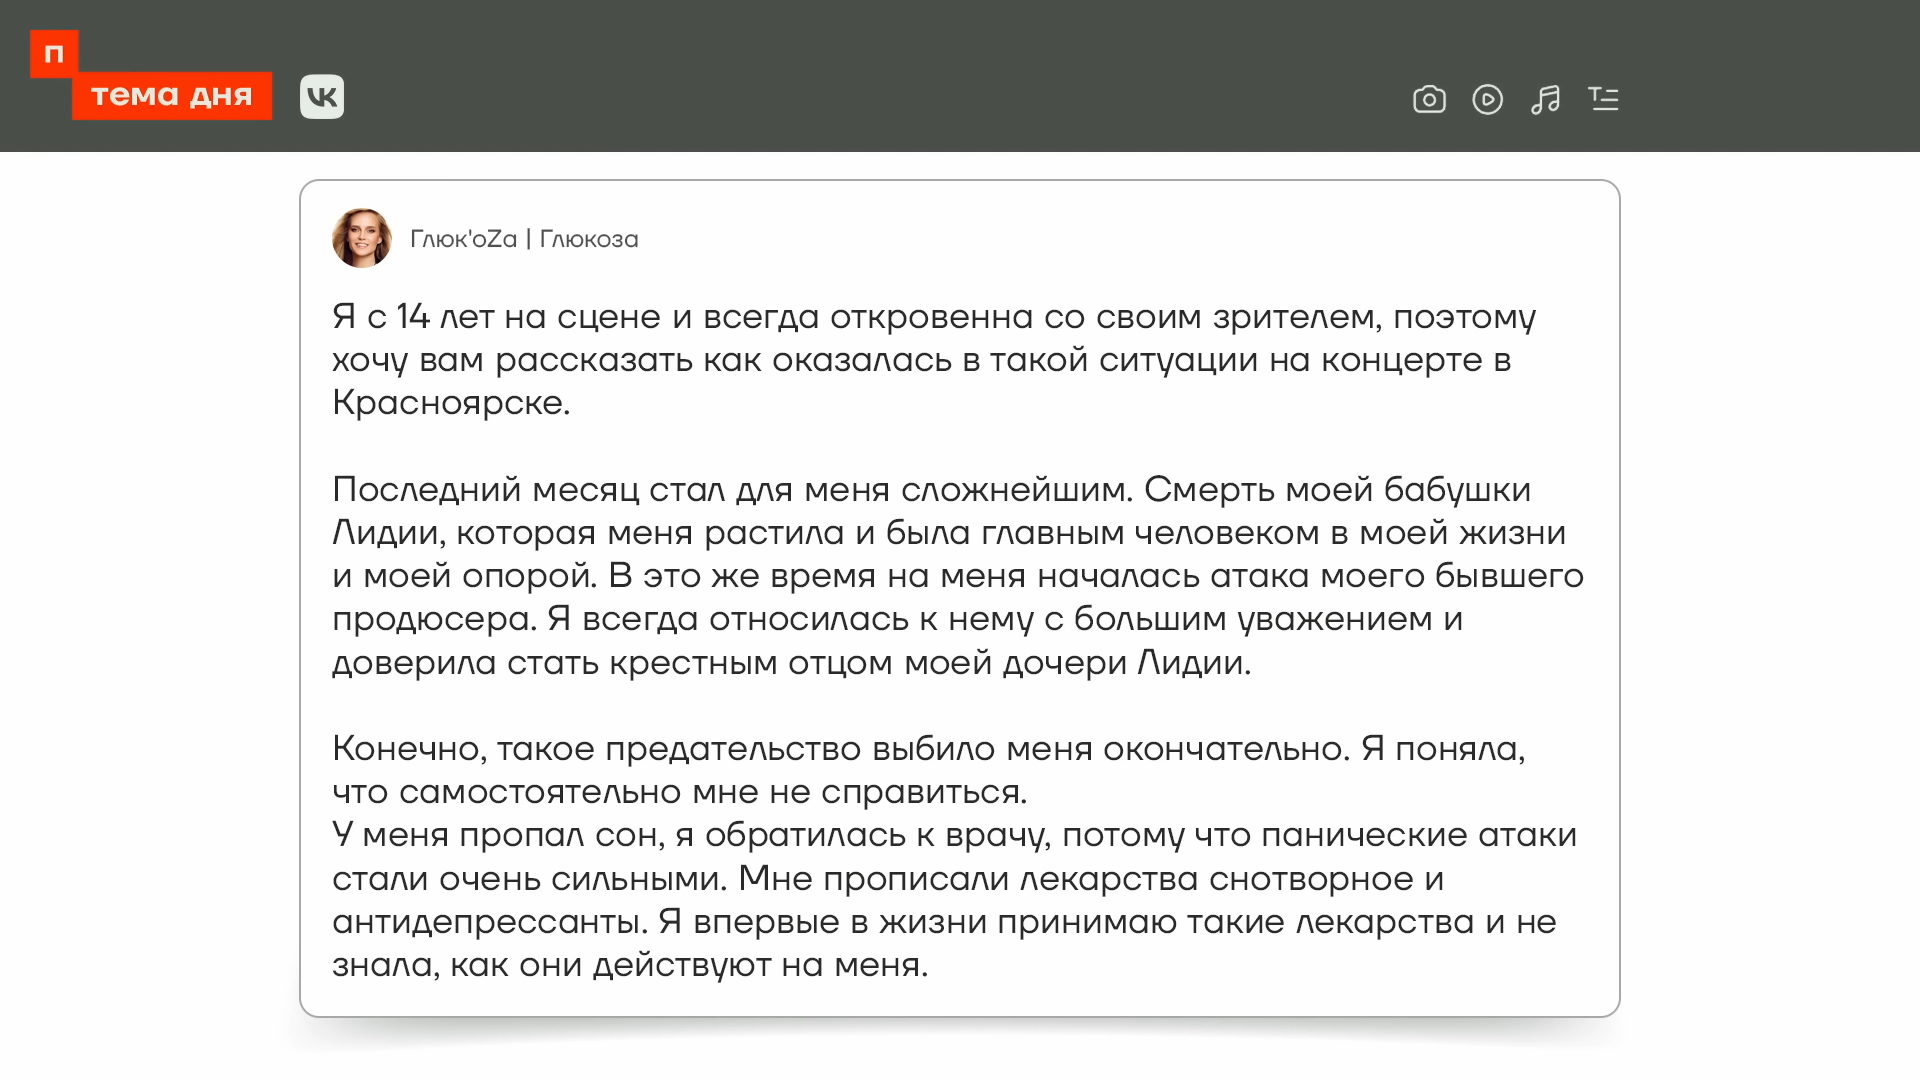 п
тема дня
Глюк'oZa | Глюкоза
Я с 14 лет на сцене и всегда откровенна со своим зрителем, поэтому
хочу вам рассказать как оказалась в такой ситуации на концерте в
Красноярске.
Последний месяц стал для меня сложнейшим. Смерть моей бабушки
Лидии, которая меня растила и была главным человеком в моей жизни
и моей опорой. В это же время на меня началась атака моего бывшего
продюсера. Я всегда относилась к нему с большим уважением и
доверила стать крестным отцом моей дочери Лидии.
Конечно, такое предательство выбило меня окончательно. Я поняла,
что самостоятельно мне не справиться.
У меня пропал сон, я обратилась к врачу, потому что панические атаки
стали очень сильными. Мне прописали лекарства снотворное и
антидепрессанты. Я впервые в жизни принимаю такие лекарства и не
знала, как они действуют на меня.